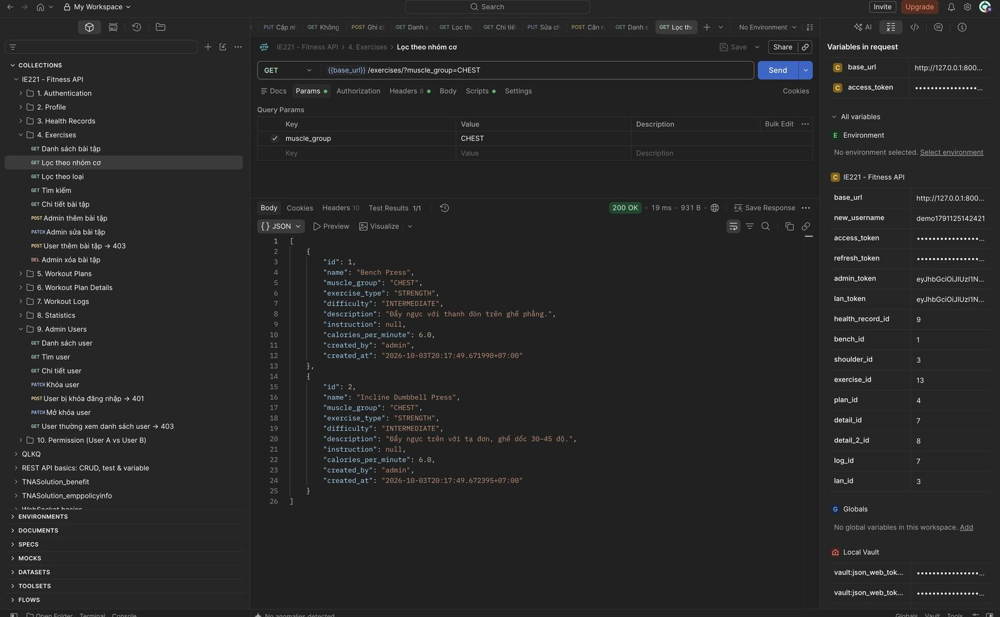 My Workspace
Search
Invite
Upgrade
PUT Cập nh
GET Không
POST Ghi c
GET Danh s
GET Lọc th
GET Chi tiế
PUT Sửa ch
POST Cân n
GET Danh s
GET Lọc th
No Environment
AI
COLLECTIONS
IE221 - Fitness API
1. Authentication
2. Profile
3. Health Records
4. Exercises
GET Danh sách bài tập
GET Lọc theo nhóm cơ
GET Lọc theo loại
GET Tìm kiếm
GET Chi tiết bài tập
POST Admin thêm bài tập
PATCH Admin sửa bài tập
POST User thêm bài tập → 403
DEL Admin xóa bài tập
5. Workout Plans
6. Workout Plan Details
7. Workout Logs
8. Statistics
9. Admin Users
GET Danh sách user
GET Tìm user
GET Chi tiết user
PATCH Khóa user
POST User bị khóa đăng nhập → 401
PATCH Mở khóa user
GET User thường xem danh sách user → 403
10. Permission (User A vs User B)
QLKQ
REST API basics: CRUD, test & variable
TNASolution_benefit
TNASolution_emppolicyinfo
WebSocket basics
ENVIRONMENTS
DOCUMENTS
SPECS
MOCKS
DATASETS
TOOLSETS
FLOWS
HTTP IE221 - Fitness API > 4. Exercises > Lọc theo nhóm cơ
Save
Share
GET
{{base_url}} /exercises/?muscle_group=CHEST
Send
Docs Params Authorization Headers 8 Body Scripts Settings
Cookies
Query Params
Key Value Description Bulk Edit
muscle_group CHEST
Key Value Description
Body Cookies Headers 10 Test Results 1/1
200 OK • 19 ms • 931 B
e.g. Save Response
{} JSON Preview Visualize
1 [
2 {
3 "id": 1,
4 "name": "Bench Press",
5 "muscle_group": "CHEST",
6 "exercise_type": "STRENGTH",
7 "difficulty": "INTERMEDIATE",
8 "description": "Đẩy ngực với thanh đòn trên ghế phẳng.",
9 "instruction": null,
10 "calories_per_minute": 6.0,
11 "created_by": "admin",
12 "created_at": "2026-10-03T20:17:49.671990+07:00"
13 },
14 {
15 "id": 2,
16 "name": "Incline Dumbbell Press",
17 "muscle_group": "CHEST",
18 "exercise_type": "STRENGTH",
19 "difficulty": "INTERMEDIATE",
20 "description": "Đẩy ngực trên với tạ đơn, ghế dốc 30–45 độ.",
21 "instruction": null,
22 "calories_per_minute": 6.0,
23 "created_by": "admin",
24 "created_at": "2026-10-03T20:17:49.672395+07:00"
25 }
26 ]
Variables in request
C base_url http://127.0.0.1:800...
C access_token ••••••••••••••••...
All variables
E Environment
No environment selected. Select environment
C IE221 - Fitness API
base_url http://127.0.0.1:800...
new_username demo1791125142421
access_token ••••••••••••••••...
refresh_token ••••••••••••••••...
admin_token eyJhbGciOiJIUzI1N...
lan_token eyJhbGciOiJIUzI1N...
health_record_id 9
bench_id 1
shoulder_id 3
exercise_id 13
plan_id 4
detail_id 7
detail_2_id 8
log_id 7
lan_id 3
G Globals
No global variables in this workspace. Add
Local Vault
vault:json_web_tok... ••••••••••••••••...
vault:json_web_tok... ••••••••••••••••...
Open Folder Terminal Console
No anomalies detected
Globals Vault Tools